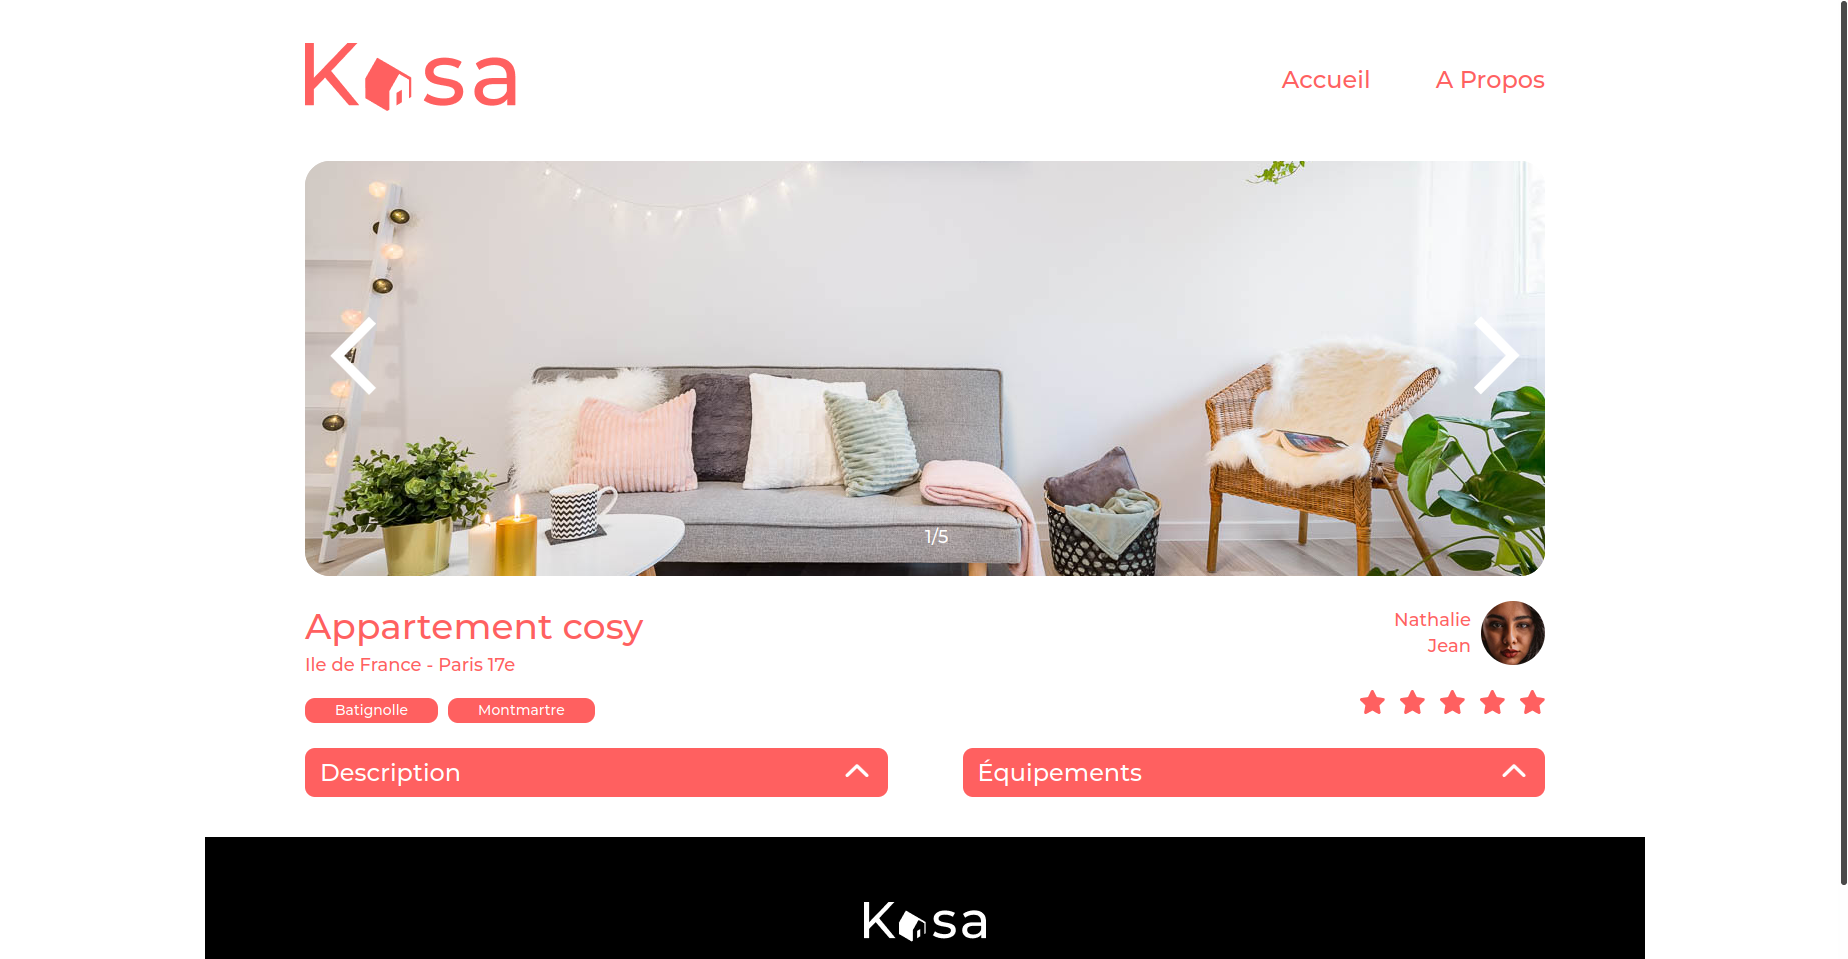 Kasa
Accueil A Propos
1/5
Appartement cosy
Ile de France - Paris 17e
Batignolle Montmartre
Nathalie
Jean
Description
Équipements
Kasa